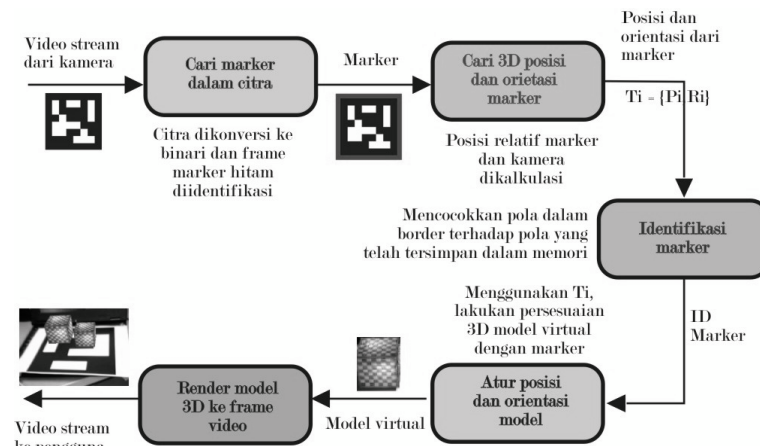 Video stream
dari kamera
Cari marker
dalam citra
Citra dikonversi ke
binari dan frame
marker hitam
diidentifikasi
Marker
Cari 3D posisi
dan orietasi
marker
Posisi relatif marker
dan kamera
dikalkulasi
Posisi dan
orientasi dari
marker
Ti = {Pi,Ri}
Identifikasi
marker
Mencocokkan pola dalam
border terhadap pola yang
telah tersimpan dalam memori
ID
Marker
Menggunakan Ti,
lakukan persesuaian
3D model virtual
dengan marker
Atur posisi
dan orientasi
model
Model virtual
Render model
3D ke frame
video
Video stream
ke pengguna